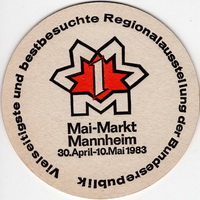 Vielseitigste und bestbesuchte Regionalausstellung der Bundesrepublik
M
Mai-Markt
Mannheim
30.April-10.Mai 1983